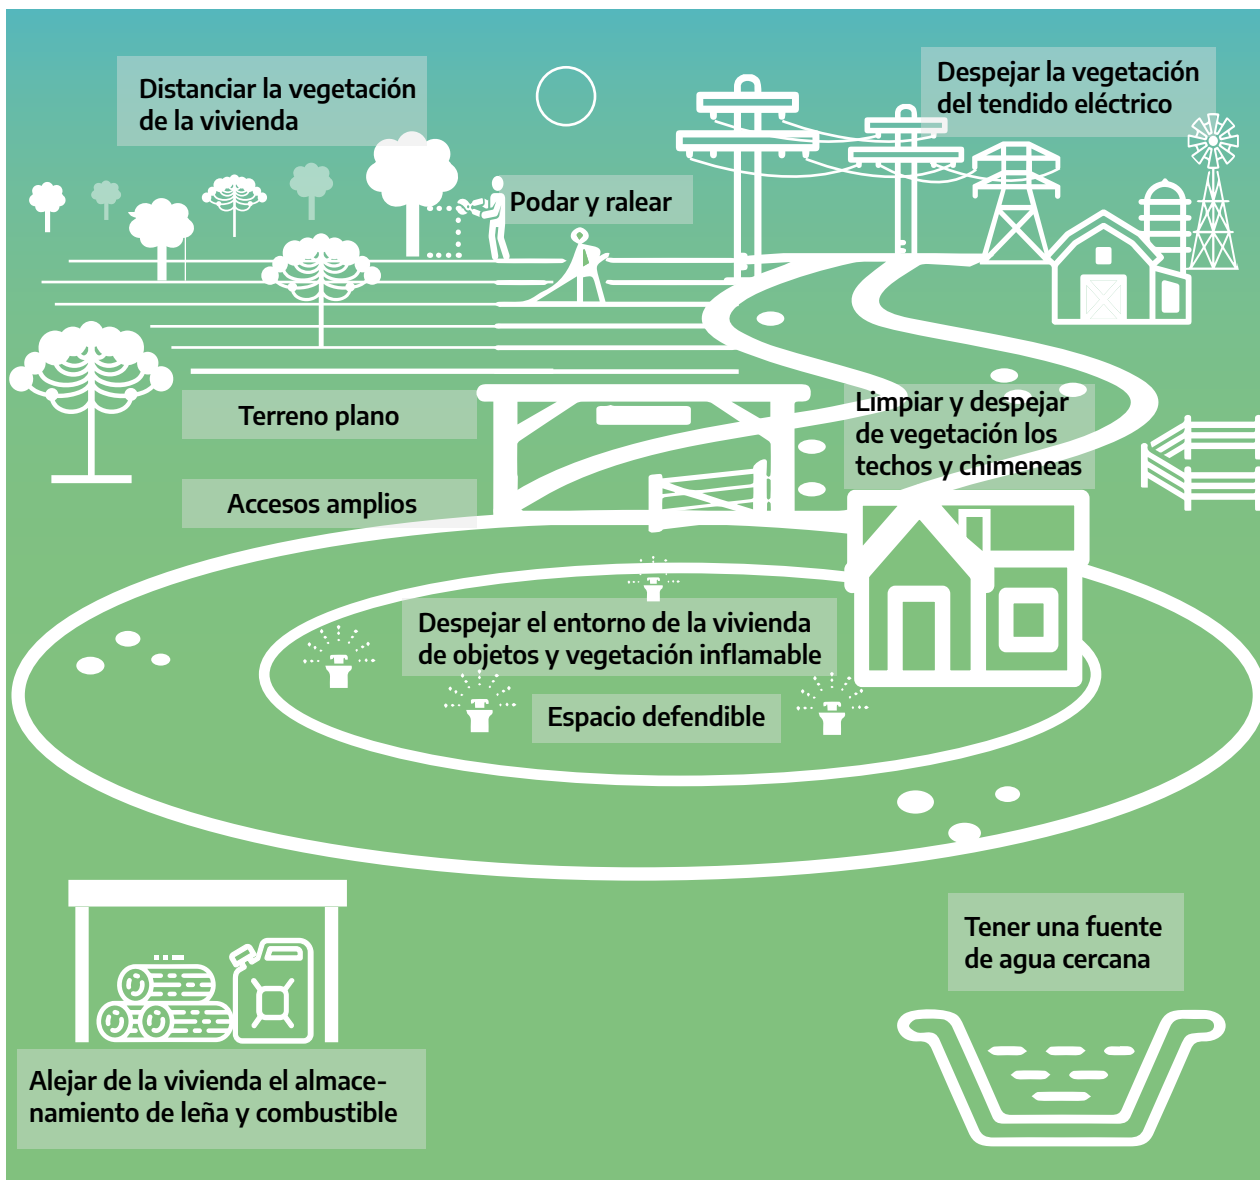 Distanciar la vegetación
de la vivienda
Despejar la vegetación
del tendido eléctrico
Podar y ralear
Terreno plano
Limpiar y despejar
de vegetación los
techos y chimeneas
Accesos amplios
Despejar el entorno de la vivienda
de objetos y vegetación inflamable
Espacio defendible
Tener una fuente
de agua cercana
Alejar de la vivienda el almace-
namiento de leña y combustible